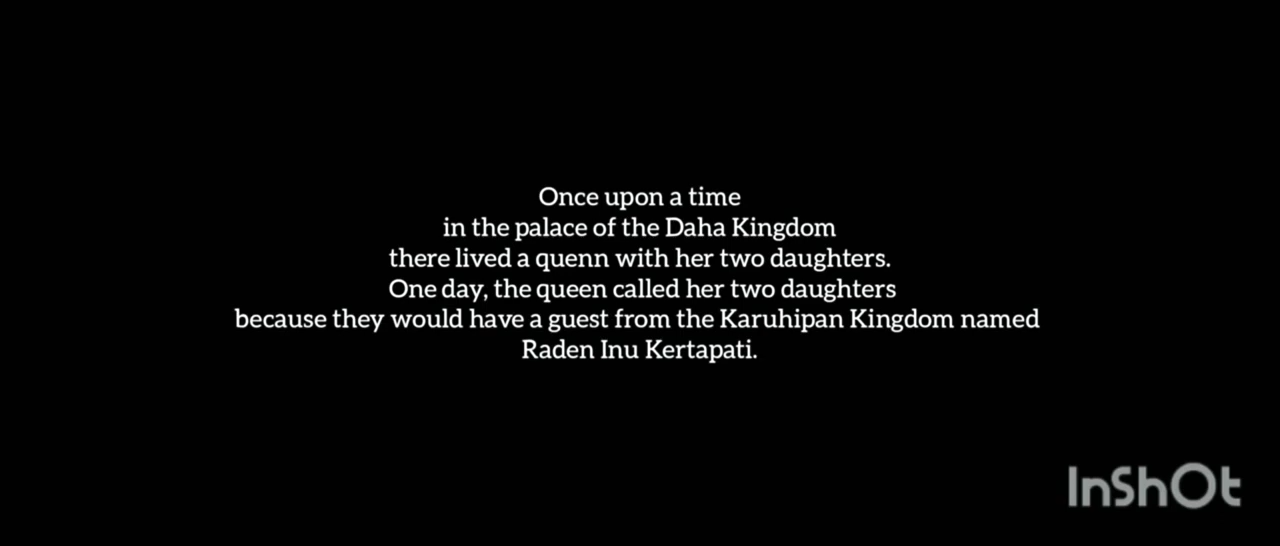 Once upon a time
in the palace of the Daha Kingdom
there lived a quenn with her two daughters.
One day, the queen called her two daughters
because they would have a guest from the Karuhipan Kingdom named
Raden Inu Kertapati.
InShOt